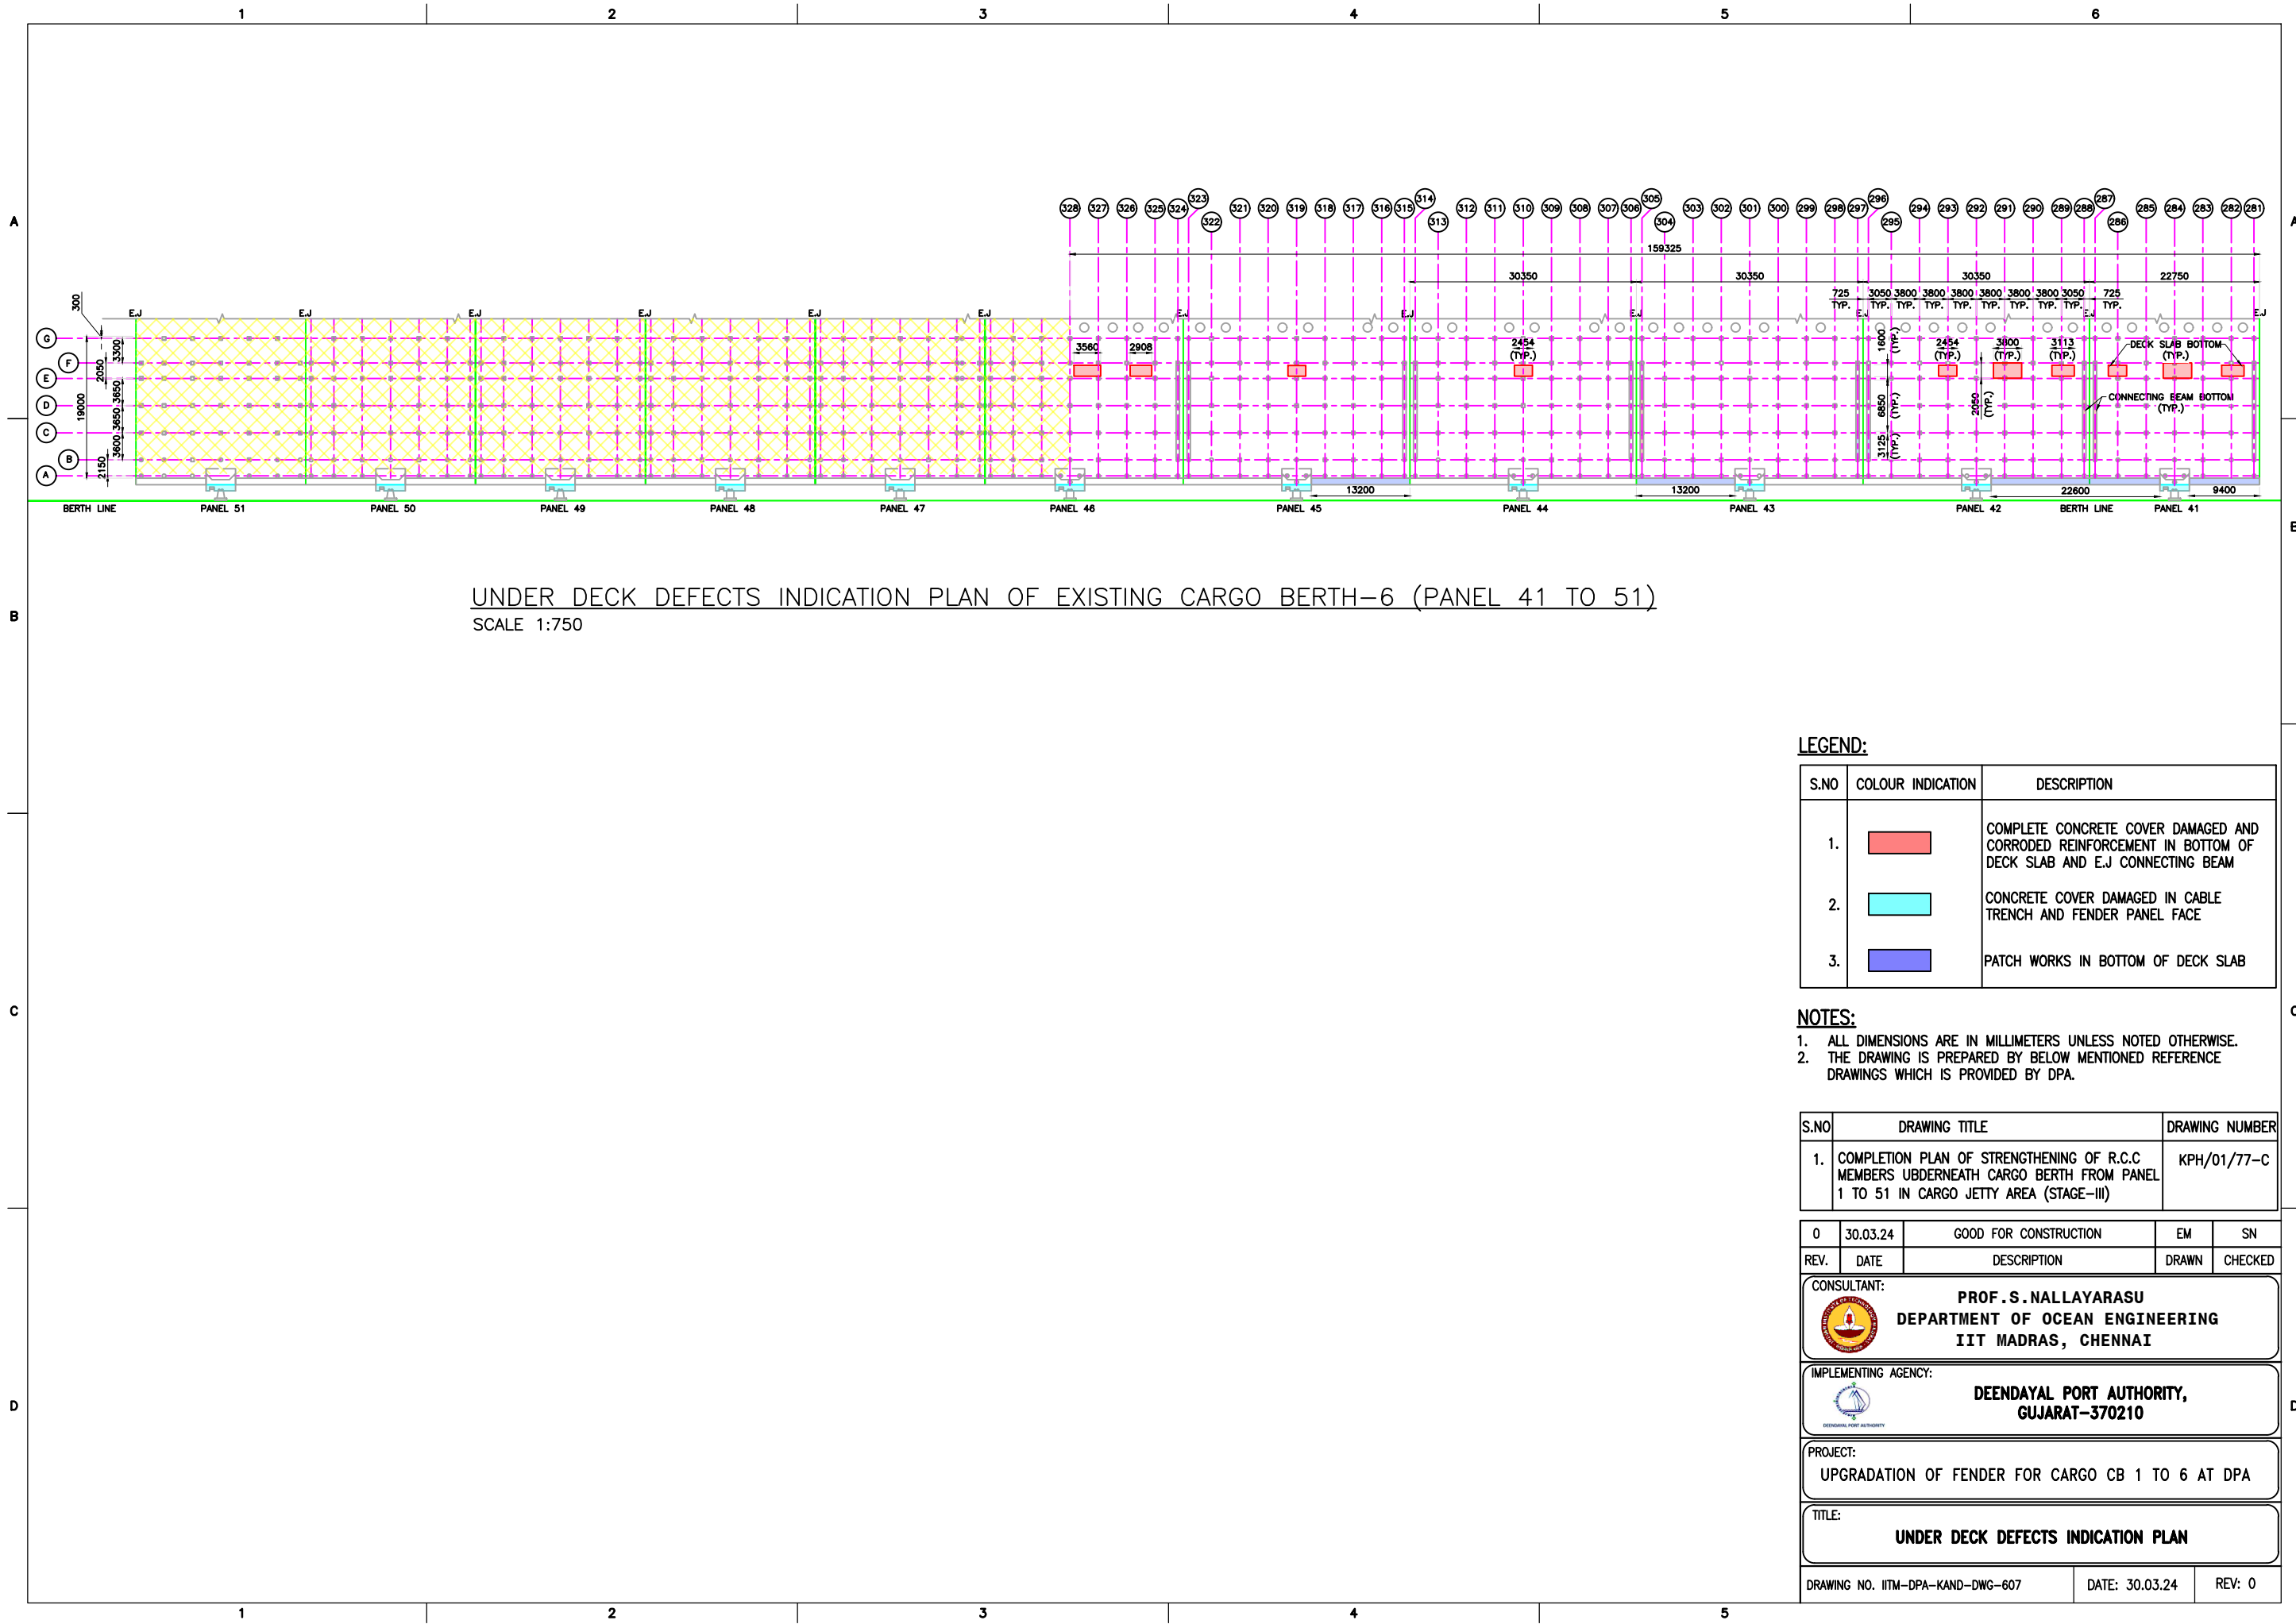 1 2 3 4 5 6
323 314 305 296 287
328 327 326 325 324 321 320 319 318 317 316 315 312 311 310 309 308 307 306 303 302 301 300 299 298 297 294 293 292 291 290 289 288 285 284 283 282 281
322 313 304 295 286
A A
159325
30350 30350 30350 22750
725 3050 3800 3800 3800 3800 3800 3800 3050 725
TYP. TYP. TYP. TYP. TYP. TYP. TYP. TYP. TYP. TYP.
300
E.J E.J E.J E.J E.J E.J E.J E.J E.J E.J E.J E.J
G
F
E
D
C
B
A
19000
2050
2150
3300
3650
3650
3600
3560 2908 2454 1600 2454 3800 3113 DECK SLAB BOTTOM
(TYP.) (TYP.) (TYP.) (TYP.) (TYP.) (TYP.)
6850 (TYP.)
2050 (TYP.)
CONNECTING BEAM BOTTOM
(TYP.)
3125 (TYP.)
13200 13200 22600 9400
BERTH LINE PANEL 51 PANEL 50 PANEL 49 PANEL 48 PANEL 47 PANEL 46 PANEL 45 PANEL 44 PANEL 43 PANEL 42 BERTH LINE PANEL 41
UNDER DECK DEFECTS INDICATION PLAN OF EXISTING CARGO BERTH-6 (PANEL 41 TO 51)
SCALE 1:750
B
LEGEND:
S.NO COLOUR INDICATION DESCRIPTION
1. COMPLETE CONCRETE COVER DAMAGED AND
CORRODED REINFORCEMENT IN BOTTOM OF
DECK SLAB AND E.J CONNECTING BEAM
2. CONCRETE COVER DAMAGED IN CABLE
TRENCH AND FENDER PANEL FACE
3. PATCH WORKS IN BOTTOM OF DECK SLAB
C
NOTES:
1. ALL DIMENSIONS ARE IN MILLIMETERS UNLESS NOTED OTHERWISE.
2. THE DRAWING IS PREPARED BY BELOW MENTIONED REFERENCE
DRAWINGS WHICH IS PROVIDED BY DPA.
S.NO DRAWING TITLE DRAWING NUMBER
1. COMPLETION PLAN OF STRENGTHENING OF R.C.C KPH/01/77-C
MEMBERS UBDERNEATH CARGO BERTH FROM PANEL
1 TO 51 IN CARGO JETTY AREA (STAGE-III)
0 30.03.24 GOOD FOR CONSTRUCTION EM SN
REV. DATE DESCRIPTION DRAWN CHECKED
CONSULTANT:
PROF.S.NALLAYARASU
DEPARTMENT OF OCEAN ENGINEERING
IIT MADRAS, CHENNAI
IMPLEMENTING AGENCY:
DEENDAYAL PORT AUTHORITY,
GUJARAT-370210
DEENDAYAL PORT AUTHORITY
D
PROJECT:
UPGRADATION OF FENDER FOR CARGO CB 1 TO 6 AT DPA
TITLE:
UNDER DECK DEFECTS INDICATION PLAN
DRAWING NO. IITM-DPA-KAND-DWG-607 DATE: 30.03.24 REV: 0
1 2 3 4 5